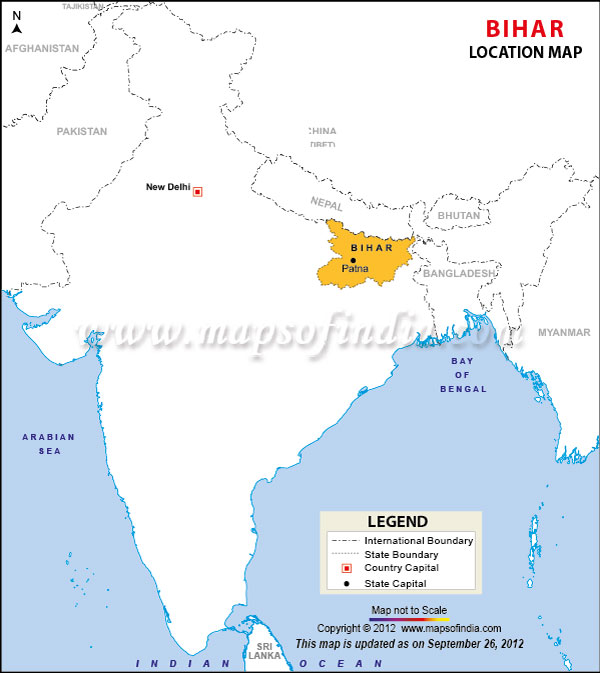 N
TAJIKISTAN
AFGHANISTAN
BIHAR
LOCATION MAP
PAKISTAN
CHINA
(TIBET)
New Delhi
NEPAL
BHUTAN
BIHAR
Patna
BANGLADESH
www.mapsofindia.com
MYANMAR
BAY
OF
BENGAL
ARABIAN
SEA
LEGEND
International Boundary
State Boundary
Country Capital
State Capital
Map not to Scale
Copyright © 2012 www.mapsofindia.com
This map is updated as on September 26, 2012
SRI
LANKA
INDIAN OCEAN